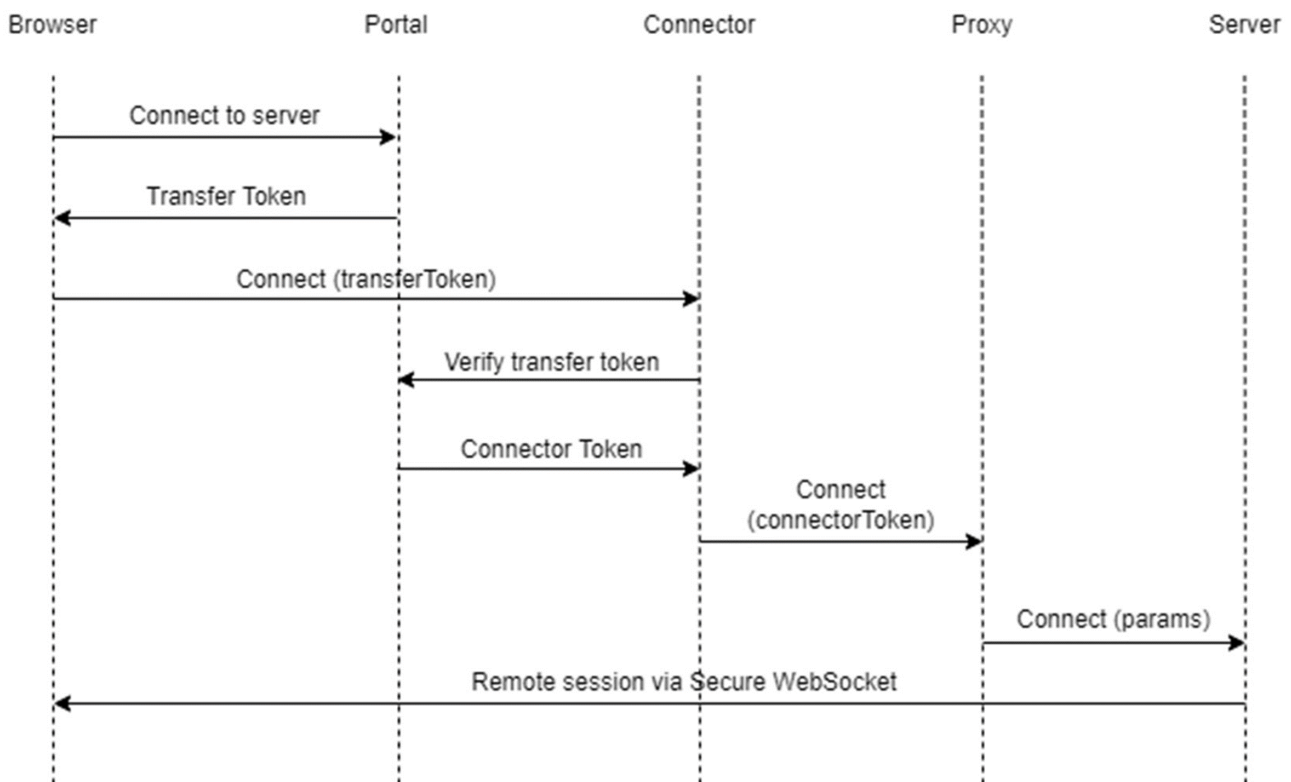 Browser
Portal
Connector
Proxy
Server
Connect to server
Transfer Token
Connect (transferToken)
Verify transfer token
Connector Token
Connect
(connectorToken)
Connect (params)
Remote session via Secure WebSocket